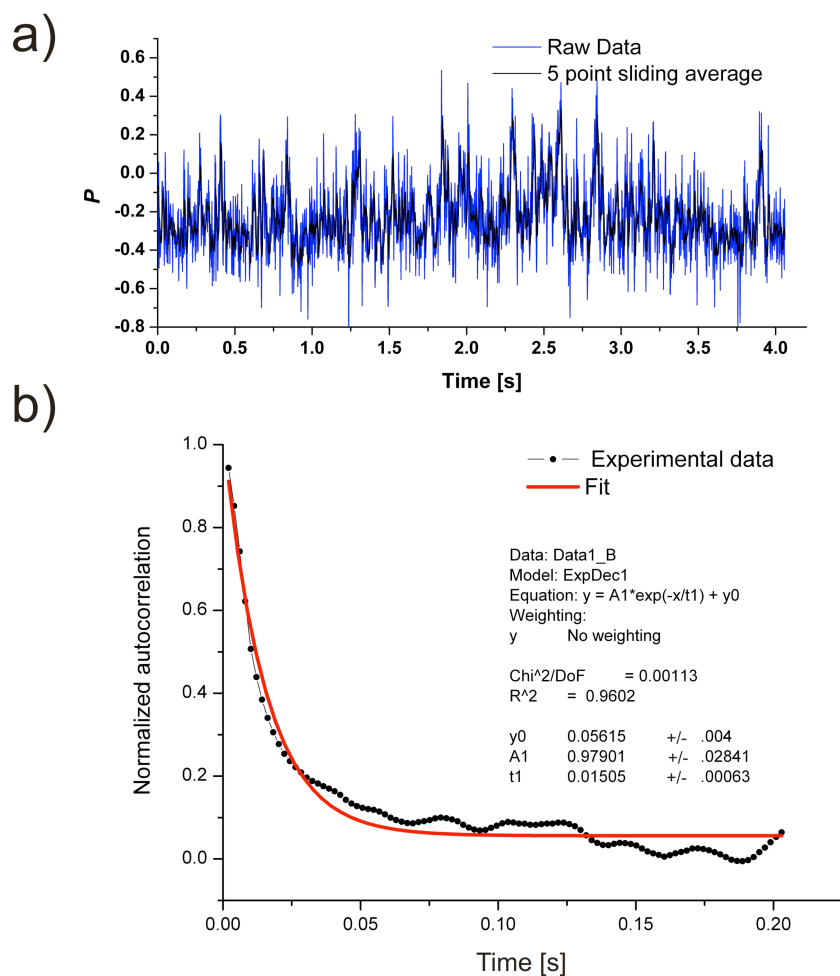 a)
Raw Data
5 point sliding average
0.6
0.4
0.2
0.0
-0.2
-0.4
-0.6
-0.8
P
0.0 0.5 1.0 1.5 2.0 2.5 3.0 3.5 4.0
Time [s]
b)
1.0
0.8
0.6
0.4
0.2
0.0
Normalized autocorrelation
Experimental data
Fit
Data: Data1_B
Model: ExpDec1
Equation: y = A1*exp(-x/t1) + y0
Weighting:
y No weighting
Chi^2/DoF = 0.00113
R^2 = 0.9602
y0 0.05615 +/- .004
A1 0.97901 +/- .02841
t1 0.01505 +/- .00063
0.00 0.05 0.10 0.15 0.20
Time [s]